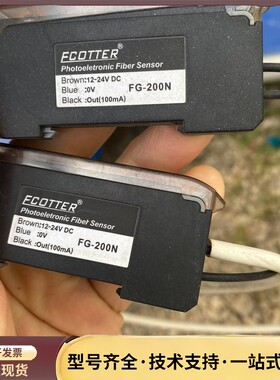 FCOTTER®
Photoeletronic Fiber Sensor
Brown:12-24V DC
Blue :0V
Black :Out(100mA)
FG-200N
FCOTTER®
Photoeletronic Fiber Sensor
Brown:12-24V DC
Blue :0V
Black :Out(100mA)
FG-200N
开发票
现货
型号齐全·技术支持·一站式